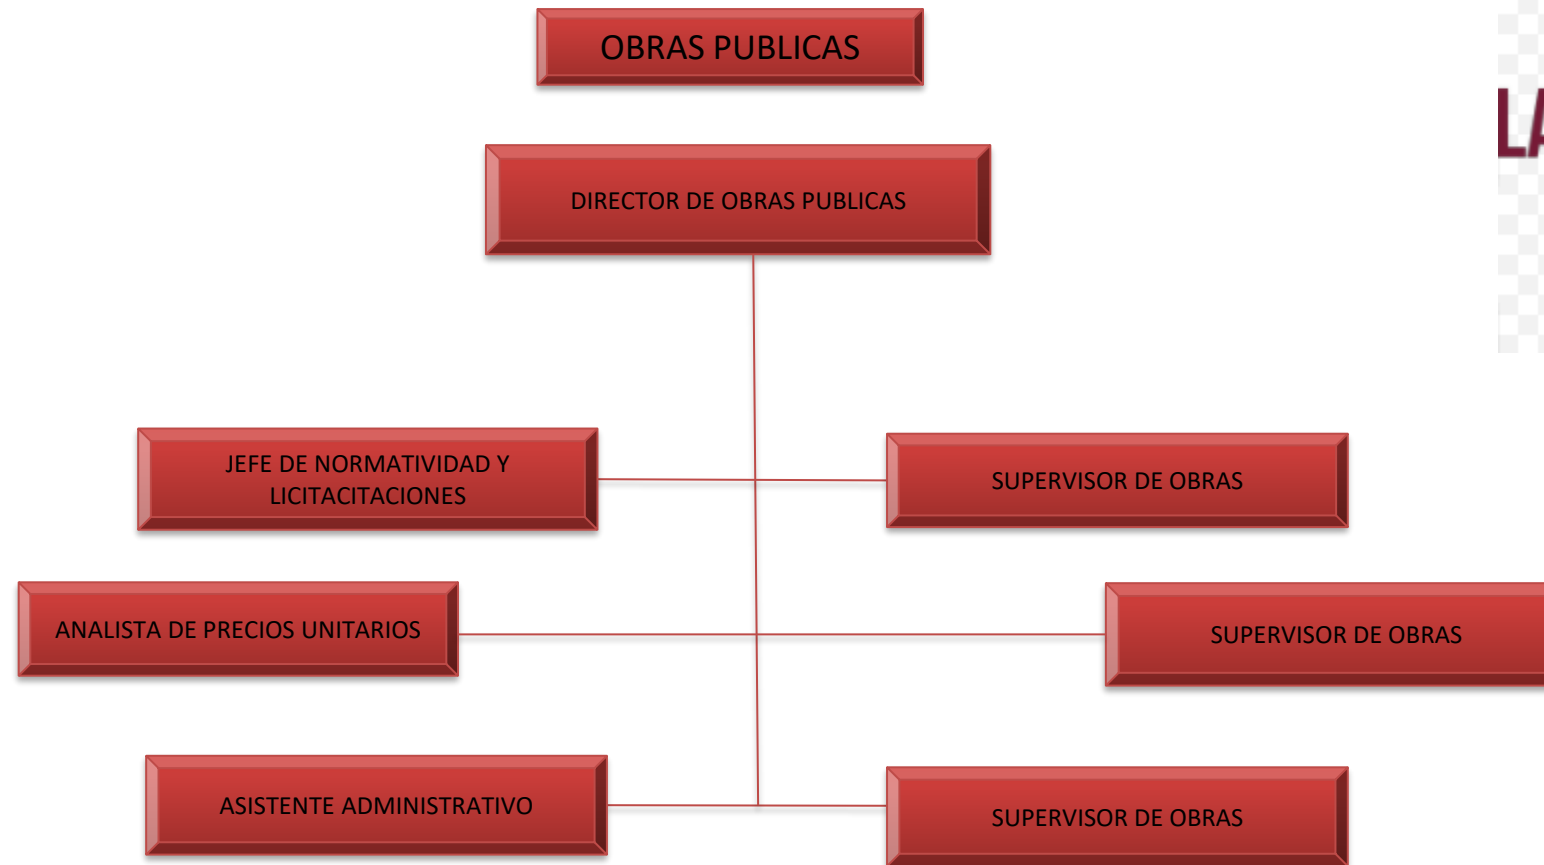 OBRAS PUBLICAS
LA
DIRECTOR DE OBRAS PUBLICAS
JEFE DE NORMATIVIDAD Y
LICITACITACIONES
SUPERVISOR DE OBRAS
ANALISTA DE PRECIOS UNITARIOS
SUPERVISOR DE OBRAS
ASISTENTE ADMINISTRATIVO
SUPERVISOR DE OBRAS